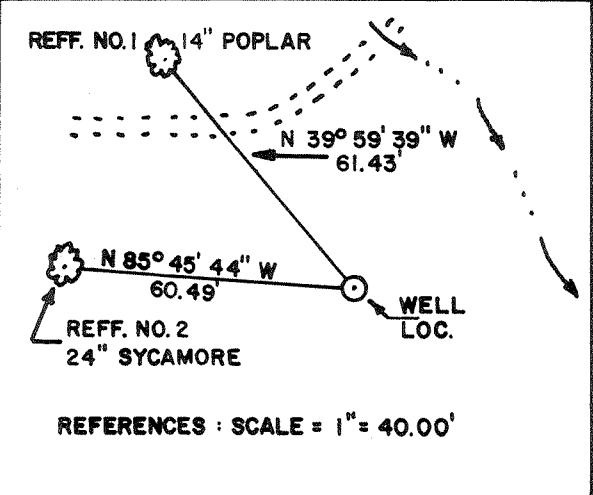 REFF. NO. 1 14" POPLAR
N 39° 59' 39" W
61.43'
N 85° 45' 44" W
60.49'
WELL
LOC.
REFF. NO. 2
24" SYCAMORE
REFERENCES : SCALE = 1" = 40.00'